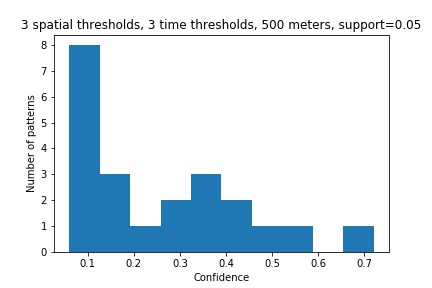 3 spatial thresholds, 3 time thresholds, 500 meters, support=0.05
8
7
6
5
4
3
2
1
0
Number of patterns
0.1 0.2 0.3 0.4 0.5 0.6 0.7
Confidence